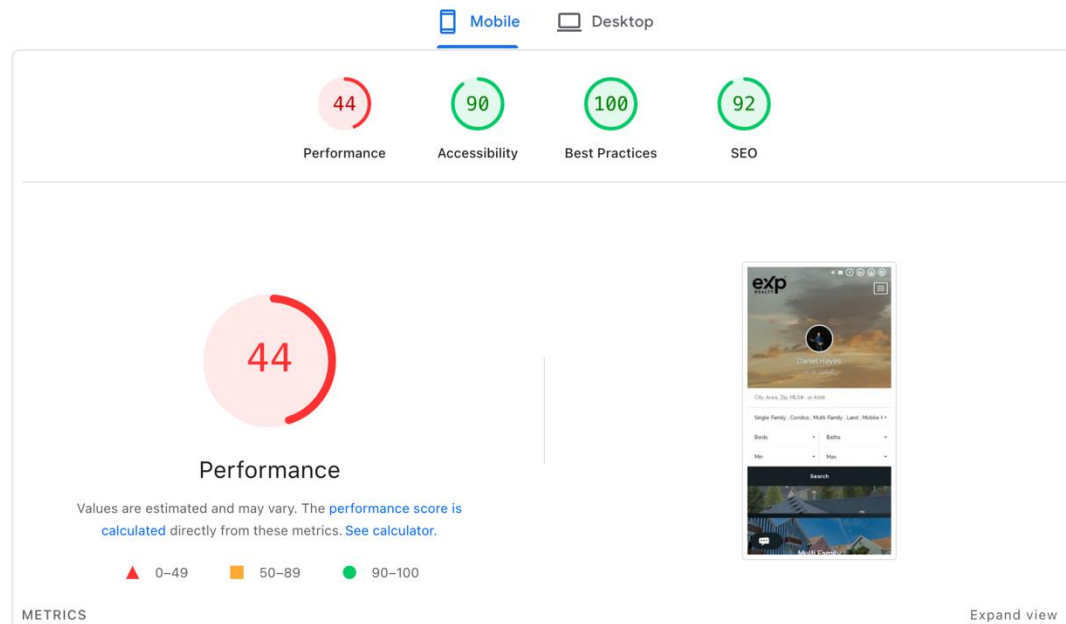 Mobile Desktop
44 90 100 92
Performance Accessibility Best Practices SEO
44
Performance
Values are estimated and may vary. The performance score is
calculated directly from these metrics. See calculator.
0–49 50–89 90–100
METRICS Expand view
exp
REALTY
Daniel Hayes
City, Area, Zip, MLS#, or Addr
Single Family , Condos , Multi Family , Land , Mobile
Beds Baths
Min Max
Search
Multi Family